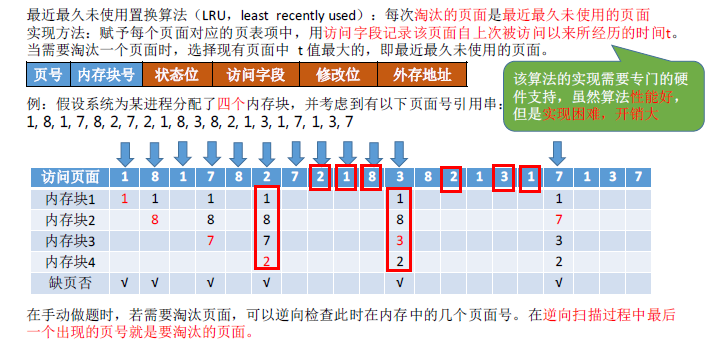 最近最久未使用置换算法（LRU，least recently used）：每次淘汰的页面是最近最久未使用的页面
实现方法：赋予每个页面对应的页表项中，用访问字段记录该页面自上次被访问以来所经历的时间t。
当需要淘汰一个页面时，选择现有页面中 t 值最大的，即最近最久未使用的页面。
页号 内存块号 状态位 访问字段 修改位 外存地址
该算法的实现需要专门的硬
件支持，虽然算法性能好，
但是实现困难，开销大
例：假设系统为某进程分配了四个内存块，并考虑到有以下页面号引用串：
1, 8, 1, 7, 8, 2, 7, 2, 1, 8, 3, 8, 2, 1, 3, 1, 7, 1, 3, 7
访问页面 1 8 1 7 8 2 7 2 1 8 3 8 2 1 3 1 7 1 3 7
内存块1 1 1 1 1 1 1
内存块2 8 8 8 8 7
内存块3 7 7 3 3
内存块4 2 2 2
缺页否 √ √ √ √ √ √
在手动做题时，若需要淘汰页面，可以逆向检查此时在内存中的几个页面号。在逆向扫描过程中最后
一个出现的页号就是要淘汰的页面。